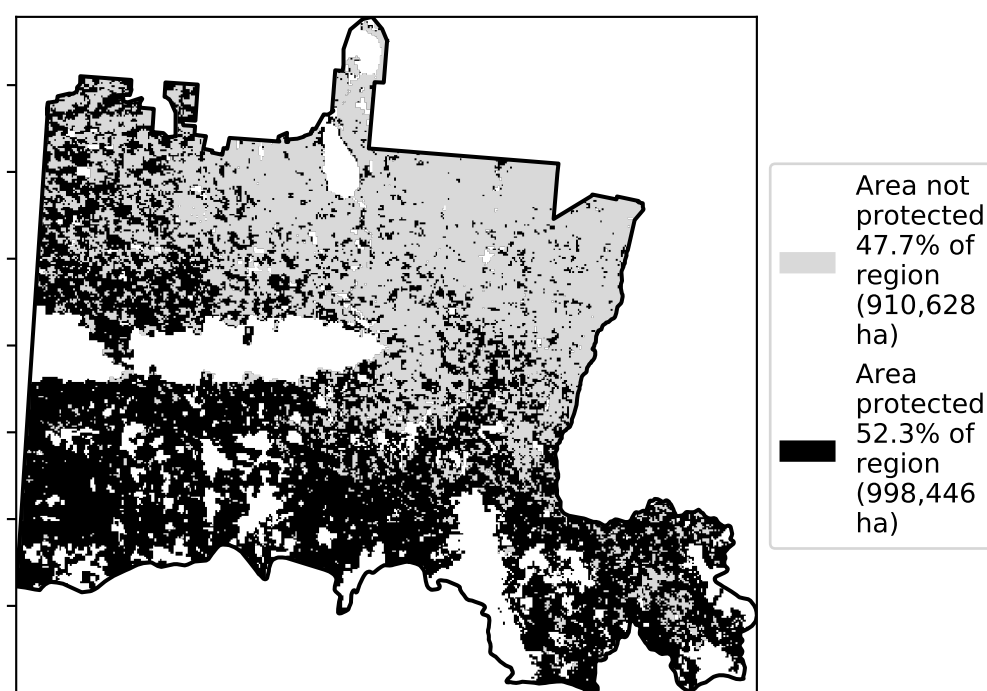 Area not
protected
47.7% of
region
(910,628
ha)
Area
protected
52.3% of
region
(998,446
ha)